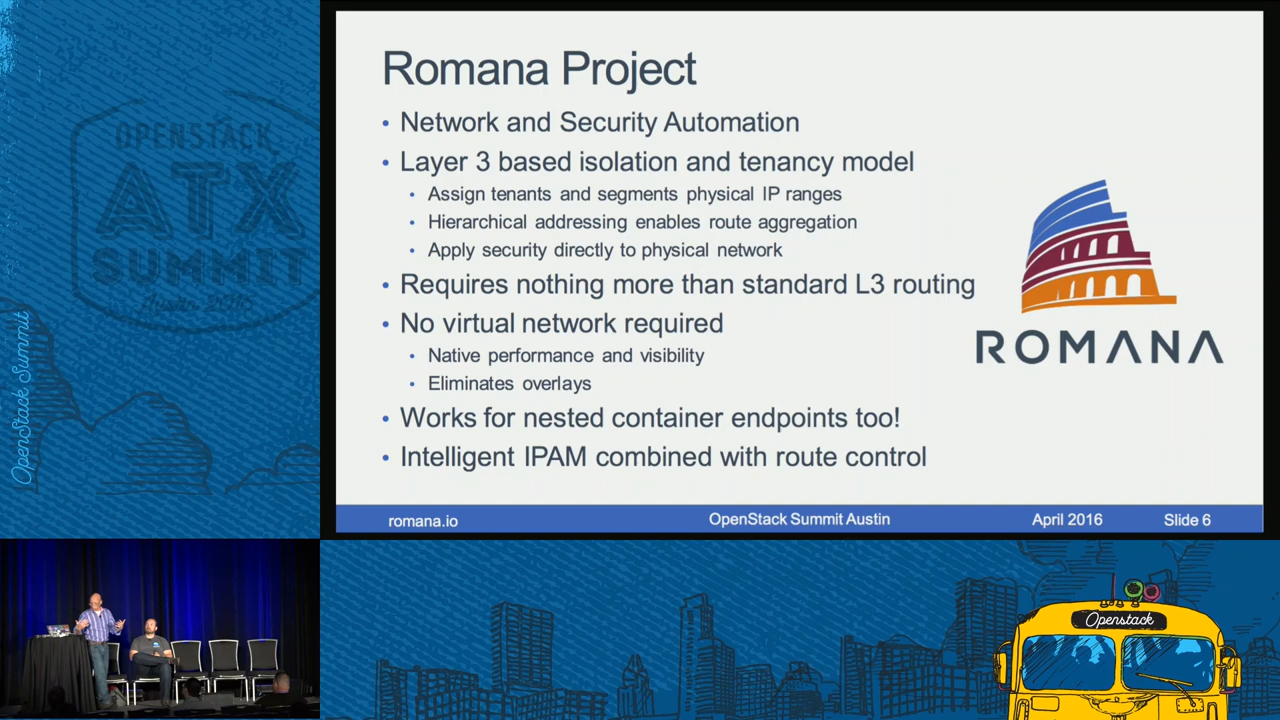 OPENSTACK
ATX
SUMMIT
Austin 2016
OpenStack Summit
Romana Project
• Network and Security Automation
• Layer 3 based isolation and tenancy model
• Assign tenants and segments physical IP ranges
• Hierarchical addressing enables route aggregation
• Apply security directly to physical network
• Requires nothing more than standard L3 routing
• No virtual network required
• Native performance and visibility
• Eliminates overlays
• Works for nested container endpoints too!
• Intelligent IPAM combined with route control
ROMANA
romana.io OpenStack Summit Austin April 2016 Slide 6
Openstack